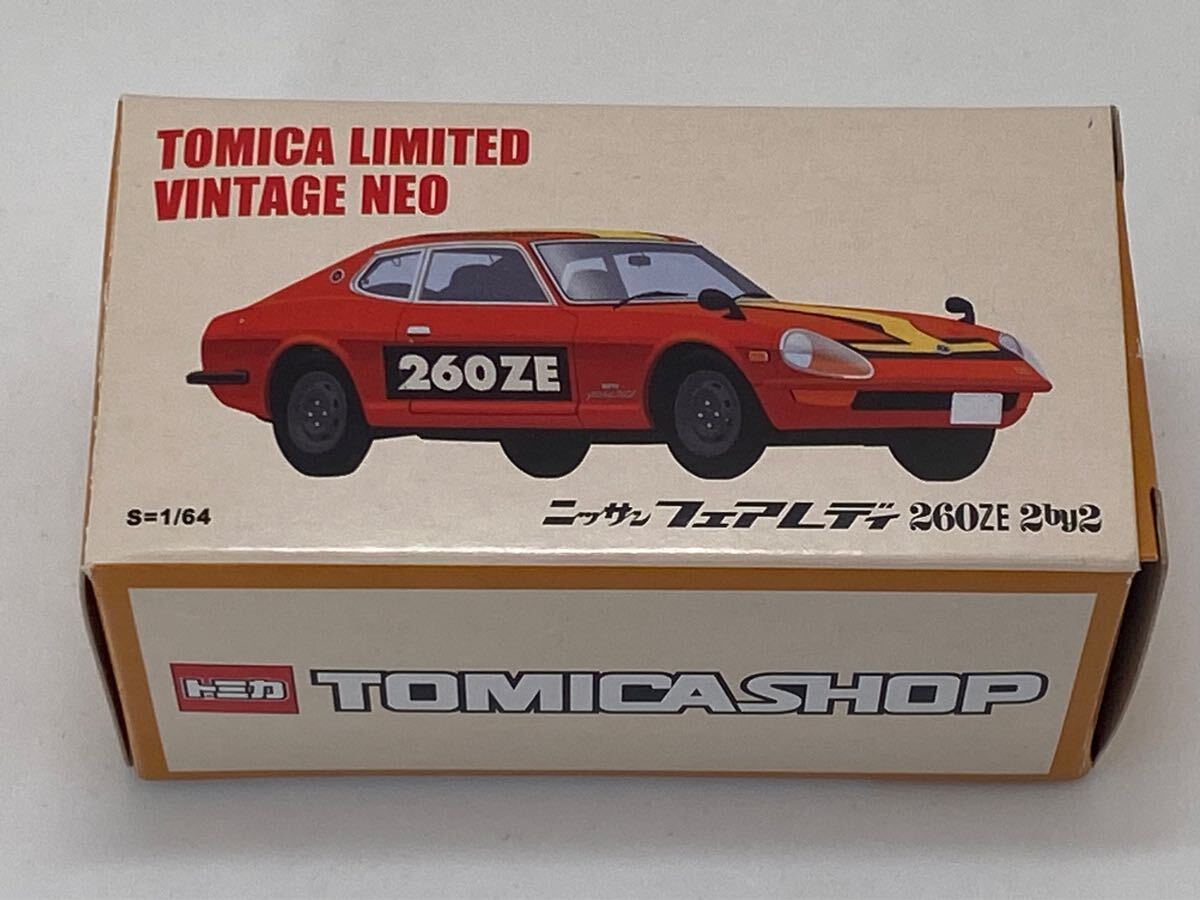 TOMICA LIMITED
VINTAGE NEO
260ZE
S=1/64
ニッサン フェアレディ 260ZE 2by2
トミカ TOMICASHOP